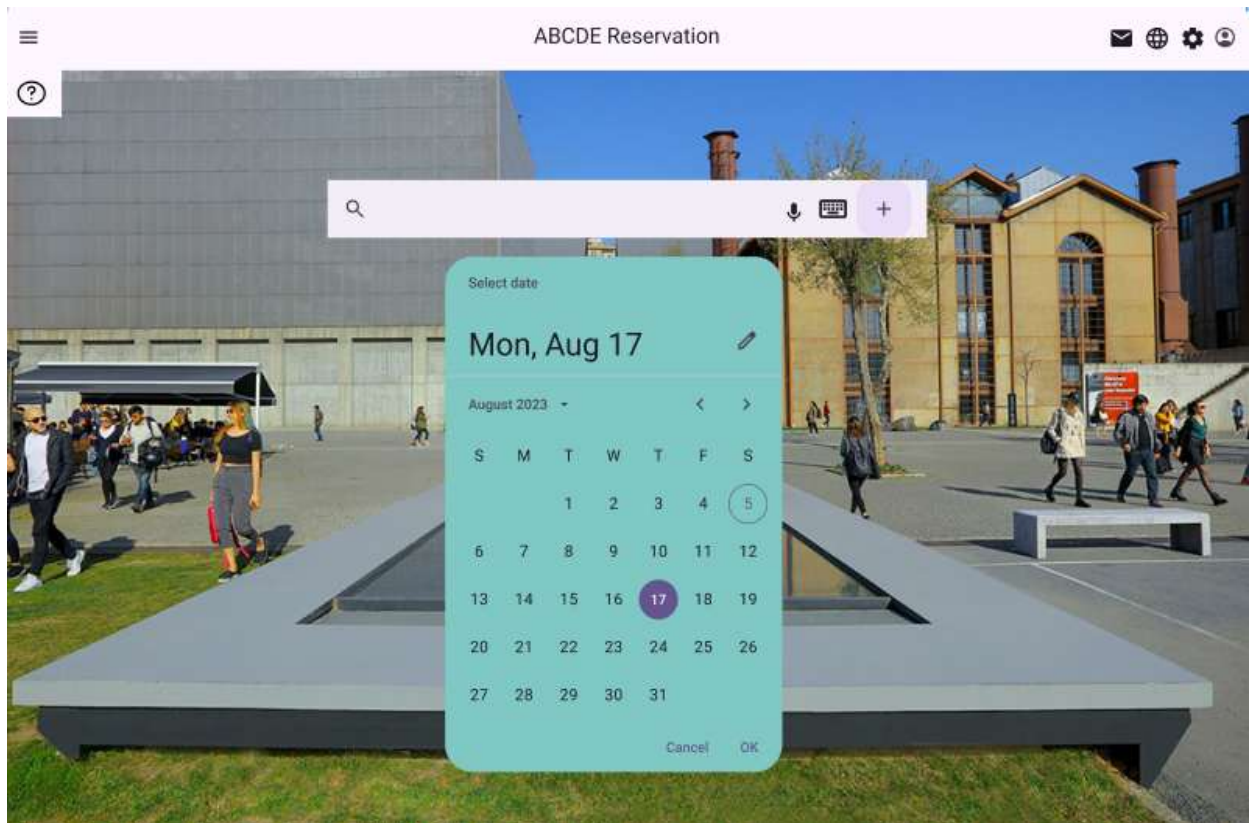 ABCDE Reservation
Select date
Mon, Aug 17
August 2023
S M T W T F S
1 2 3 4 5
6 7 8 9 10 11 12
13 14 15 16 17 18 19
20 21 22 23 24 25 26
27 28 29 30 31
Cancel OK